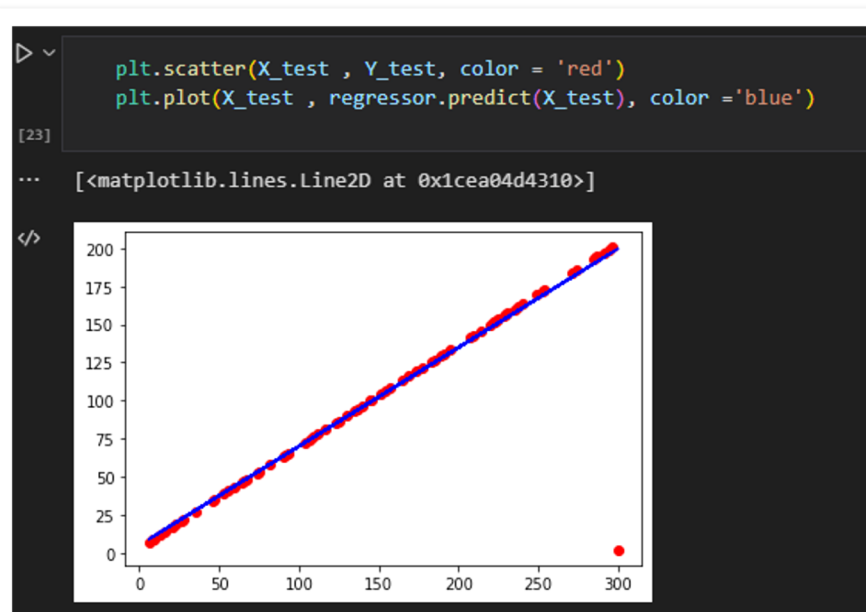 plt.scatter(X_test , Y_test, color = 'red')
plt.plot(X_test , regressor.predict(X_test), color ='blue')
[23]
... [<matplotlib.lines.Line2D at 0x1cea04d4310>]
</>
200
175
150
125
100
75
50
25
0
0 50 100 150 200 250 300